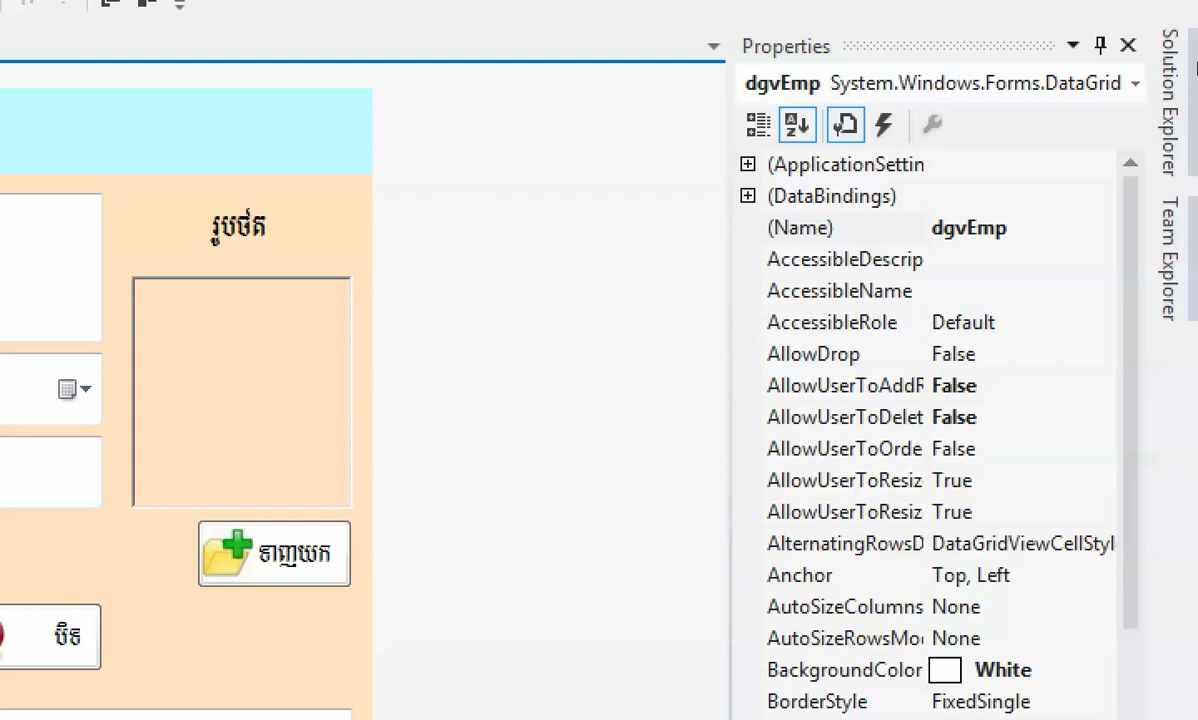 Properties
dgvEmp System.Windows.Forms.DataGrid
(ApplicationSettin
(DataBindings)
(Name) dgvEmp
AccessibleDescrip
AccessibleName
AccessibleRole Default
AllowDrop False
AllowUserToAddR False
AllowUserToDelet False
AllowUserToOrde False
AllowUserToResiz True
AllowUserToResiz True
AlternatingRowsD DataGridViewCellStyl
Anchor Top, Left
AutoSizeColumns None
AutoSizeRowsMo None
BackgroundColor White
BorderStyle FixedSingle
Solution Explorer
Team Explorer
រូបថត
ទាញយក
បិទ